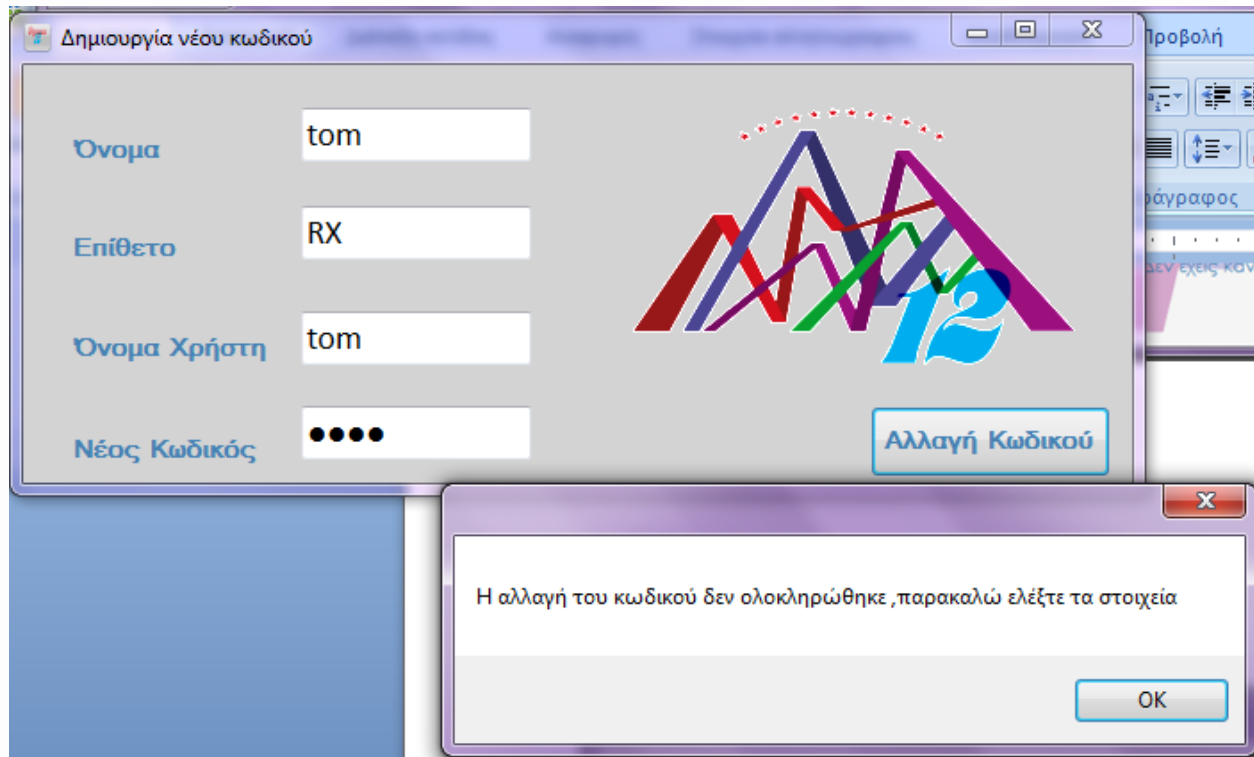 Δημιουργία νέου κωδικού
Προβολή
Όνομα
tom
Επίθετο
RX
Όνομα Χρήστη
tom
Νέος Κωδικός
●●●●
12
Αλλαγή Κωδικού
Η αλλαγή του κωδικού δεν ολοκληρώθηκε ,παρακαλώ ελέξτε τα στοιχεία
OK